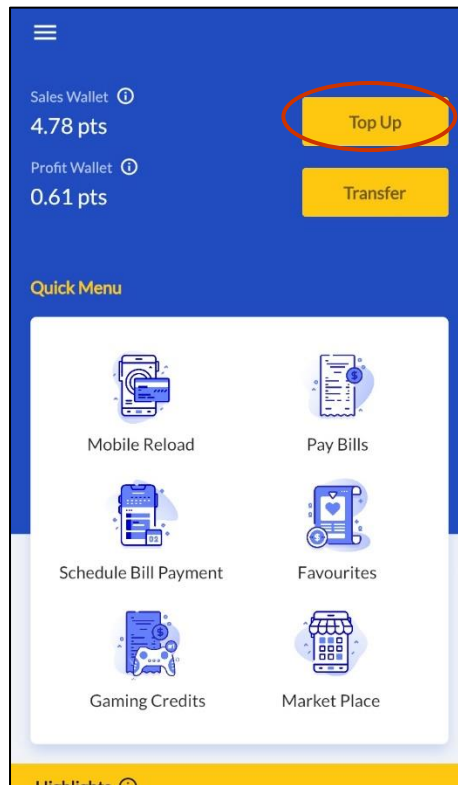 Sales Wallet
4.78 pts
Top Up
Profit Wallet
0.61 pts
Transfer
Quick Menu
Mobile Reload
Pay Bills
Schedule Bill Payment
Favourites
Gaming Credits
Market Place
Highlights